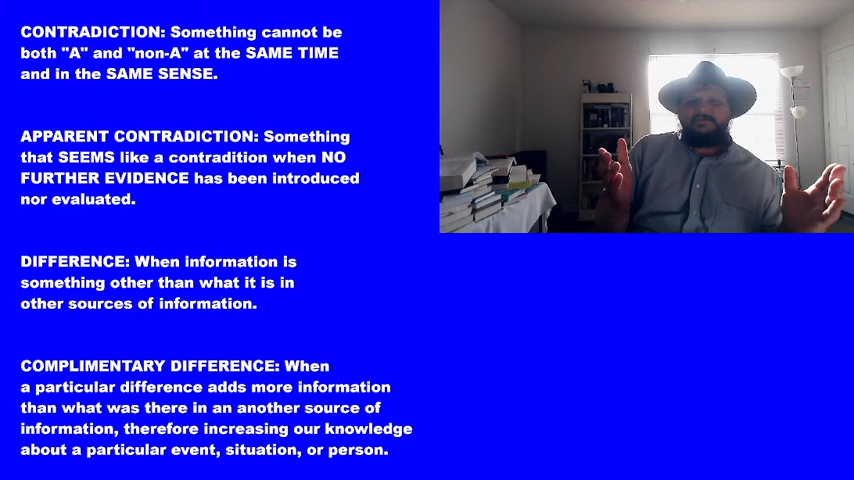 CONTRADICTION: Something cannot be
both "A" and "non-A" at the SAME TIME
and in the SAME SENSE.
APPARENT CONTRADICTION: Something
that SEEMS like a contradition when NO
FURTHER EVIDENCE has been introduced
nor evaluated.
DIFFERENCE: When information is
something other than what it is in
other sources of information.
COMPLIMENTARY DIFFERENCE: When
a particular difference adds more information
than what was there in an another source of
information, therefore increasing our knowledge
about a particular event, situation, or person.